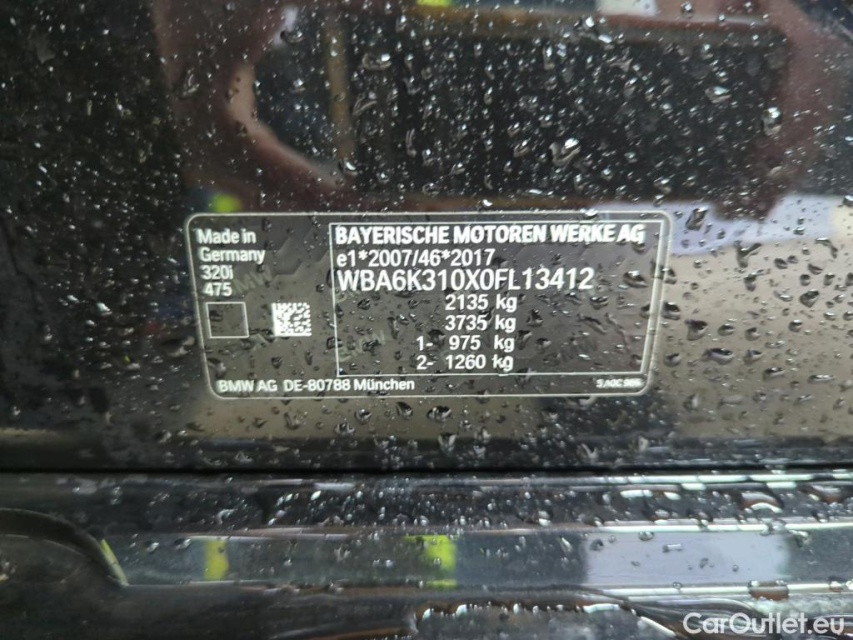 Made in
Germany
320i
475
BAYERISCHE MOTOREN WERKE AG
e1*2007/46*2017
WBA6K310X0FL13412
2135 kg
3735 kg
1- 975 kg
2- 1260 kg
BMW AG DE-80788 München
CarOutlet.eu